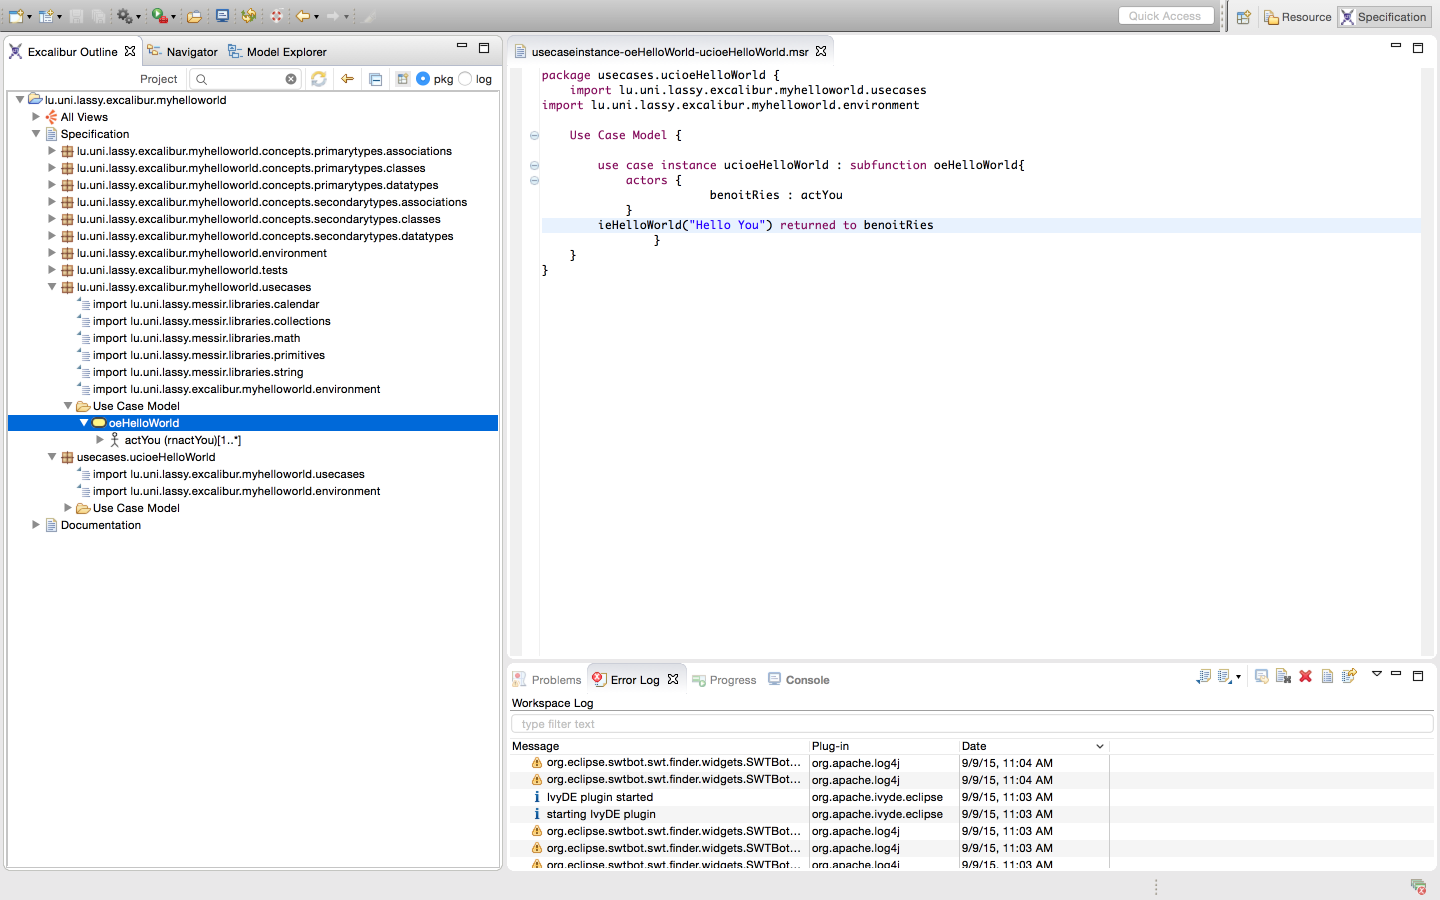 Quick Access
Resource
Specification
Excalibur Outline
Navigator
Model Explorer
Project
pkg
log
lu.uni.lassy.excalibur.myhelloworld
All Views
Specification
lu.uni.lassy.excalibur.myhelloworld.concepts.primarytypes.associations
lu.uni.lassy.excalibur.myhelloworld.concepts.primarytypes.classes
lu.uni.lassy.excalibur.myhelloworld.concepts.primarytypes.datatypes
lu.uni.lassy.excalibur.myhelloworld.concepts.secondarytypes.associations
lu.uni.lassy.excalibur.myhelloworld.concepts.secondarytypes.classes
lu.uni.lassy.excalibur.myhelloworld.concepts.secondarytypes.datatypes
lu.uni.lassy.excalibur.myhelloworld.environment
lu.uni.lassy.excalibur.myhelloworld.tests
lu.uni.lassy.excalibur.myhelloworld.usecases
import lu.uni.lassy.messir.libraries.calendar
import lu.uni.lassy.messir.libraries.collections
import lu.uni.lassy.messir.libraries.math
import lu.uni.lassy.messir.libraries.primitives
import lu.uni.lassy.messir.libraries.string
import lu.uni.lassy.excalibur.myhelloworld.environment
Use Case Model
oeHelloWorld
actYou (rnactYou)[1..*]
usecases.ucioeHelloWorld
import lu.uni.lassy.excalibur.myhelloworld.usecases
import lu.uni.lassy.excalibur.myhelloworld.environment
Use Case Model
Documentation
usecaseinstance-oeHelloWorld-ucioeHelloWorld.msr
package usecases.ucioeHelloWorld {
import lu.uni.lassy.excalibur.myhelloworld.usecases
import lu.uni.lassy.excalibur.myhelloworld.environment
Use Case Model {
use case instance ucioeHelloWorld : subfunction oeHelloWorld{
actors {
benoitRies : actYou
}
ieHelloWorld("Hello You") returned to benoitRies
}
}
}
Problems
Error Log
Progress
Console
Workspace Log
type filter text
Message Plug-in Date
org.eclipse.swtbot.swt.finder.widgets.SWTBot... org.apache.log4j 9/9/15, 11:04 AM
org.eclipse.swtbot.swt.finder.widgets.SWTBot... org.apache.log4j 9/9/15, 11:04 AM
IvyDE plugin started org.apache.ivyde.eclipse 9/9/15, 11:03 AM
starting IvyDE plugin org.apache.ivyde.eclipse 9/9/15, 11:03 AM
org.eclipse.swtbot.swt.finder.widgets.SWTBot... org.apache.log4j 9/9/15, 11:03 AM
org.eclipse.swtbot.swt.finder.widgets.SWTBot... org.apache.log4j 9/9/15, 11:03 AM
org.eclipse.swtbot.swt.finder.widgets.SWTBot... org.apache.log4j 9/9/15, 11:03 AM